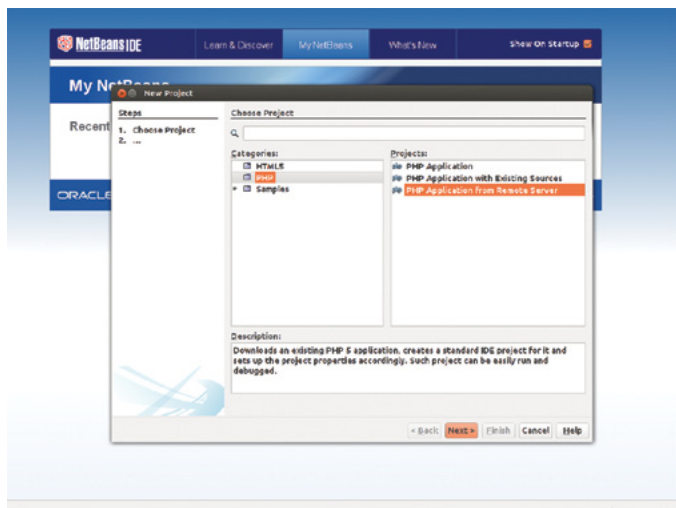 NetBeans IDE
Learn & Discover
My NetBeans
What's New
Show On Startup
My NetBeans
New Project
Recent
Steps
1. Choose Project
2. ...
Choose Project
Categories:
HTML5
PHP
Samples
Projects:
PHP Application
PHP Application with Existing Sources
PHP Application from Remote Server
ORACLE
Description:
Downloads an existing PHP 5 application, creates a standard IDE project for it and
sets up the project properties accordingly. Such project can be easily run and
debugged.
< Back
Next >
Finish
Cancel
Help